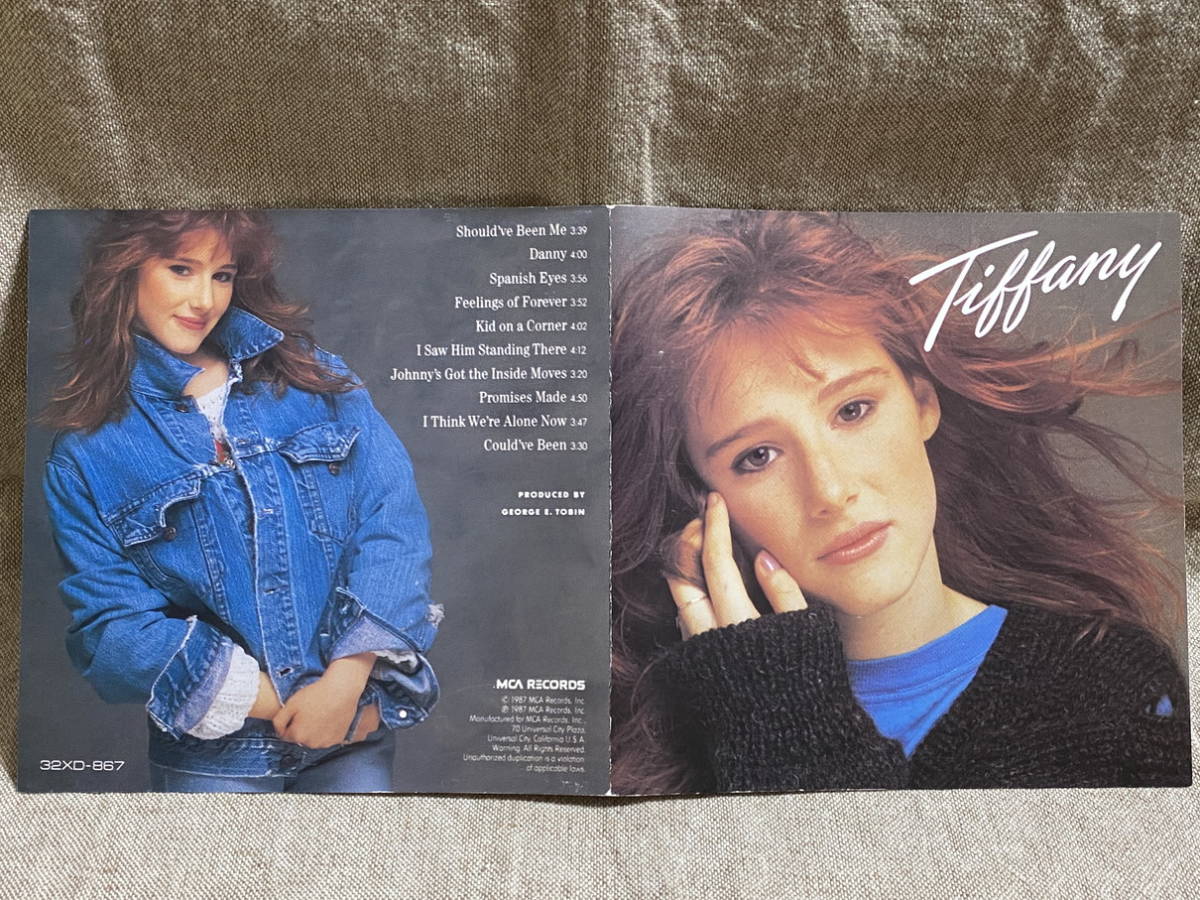 Should've Been Me 3:39
Danny 4:00
Spanish Eyes 3:56
Feelings of Forever 3:52
Kid on a Corner 4:02
I Saw Him Standing There 4:12
Johnny's Got the Inside Moves 3:20
Promises Made 4:50
I Think We're Alone Now 3:47
Could've Been 3:30
PRODUCED BY
GEORGE E. TOBIN
MCA RECORDS
© 1987 MCA Records, Inc.
℗ 1987 MCA Records, Inc.
Manufactured for MCA Records, Inc.,
70 Universal City Plaza,
Universal City, California U.S.A.
Warning: All Rights Reserved.
Unauthorized duplication is a violation
of applicable laws.
32XD-867
Tiffany